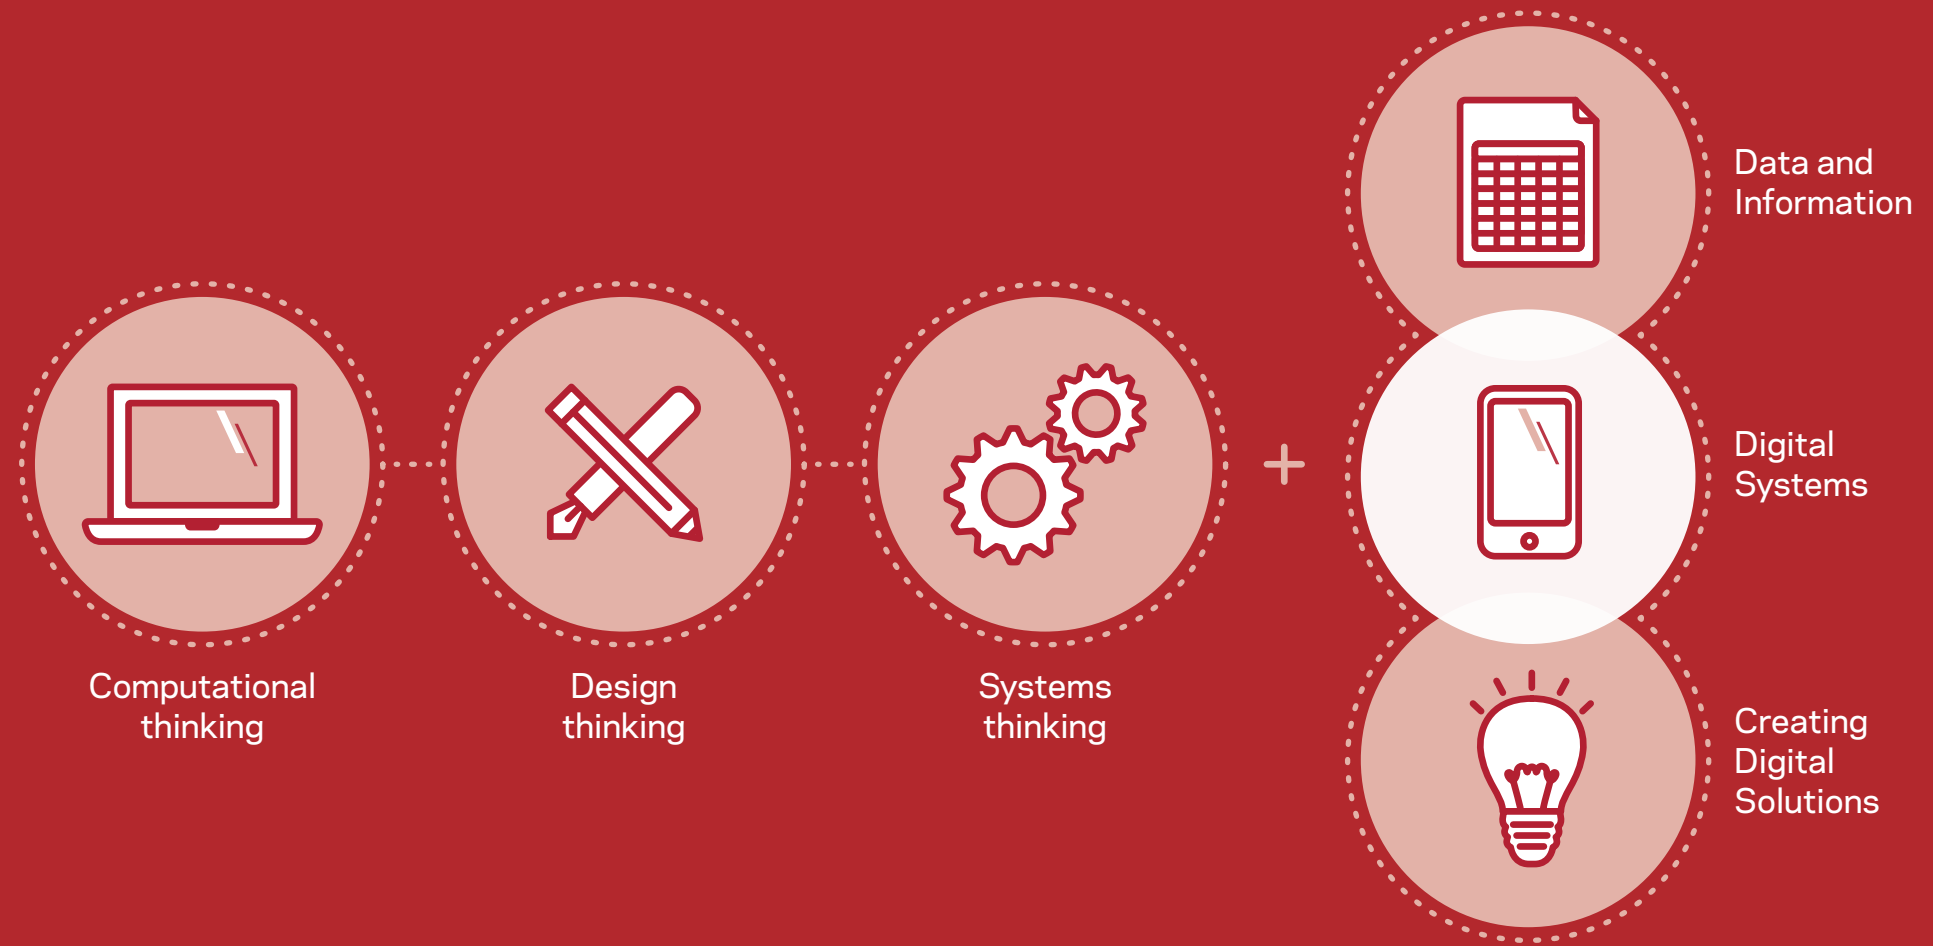 Computational
thinking
Design
thinking
Systems
thinking
+
Data and
Information
Digital
Systems
Creating
Digital
Solutions